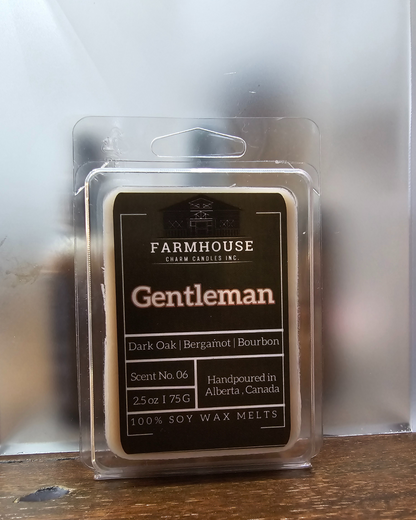 FARMHOUSE
CHARM CANDLES INC.
Gentleman
Dark Oak | Bergamot | Bourbon
Scent No. 06
2.5 oz | 75 G
Handpoured in
Alberta , Canada
100% SOY WAX MELTS